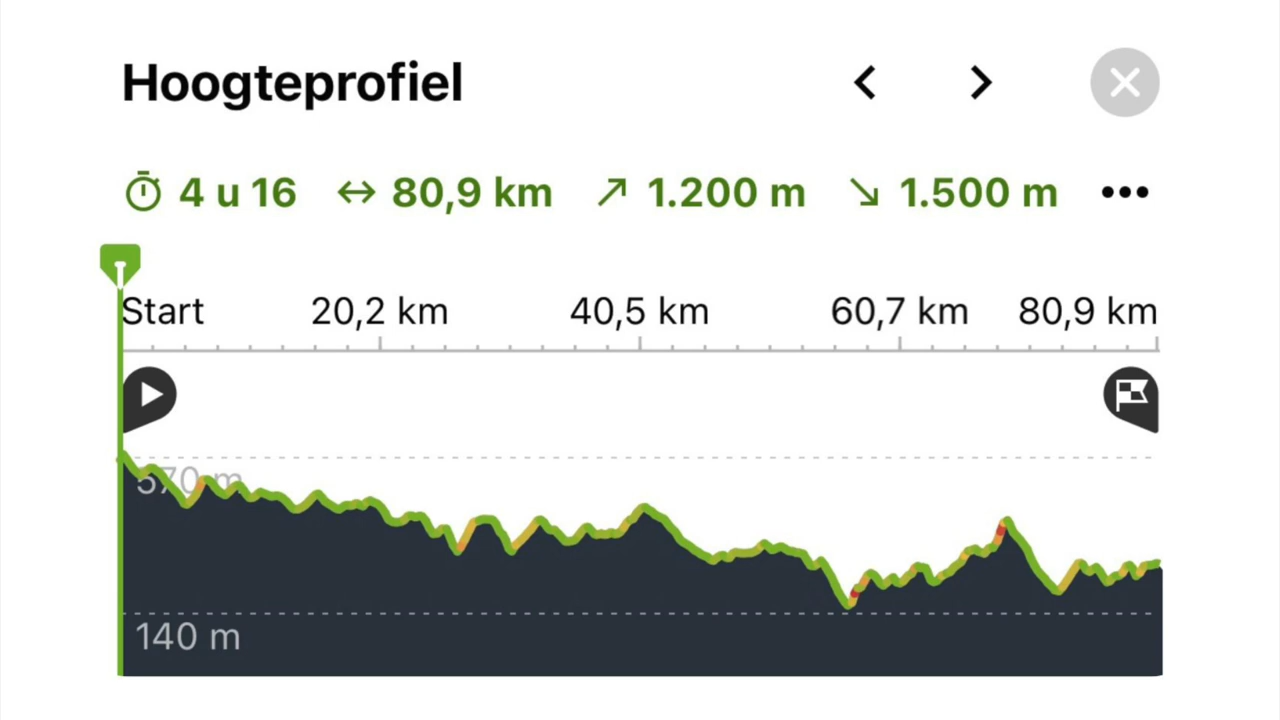 Hoogteprofiel
4 u 16 80,9 km 1.200 m 1.500 m
Start 20,2 km 40,5 km 60,7 km 80,9 km
570 m
140 m